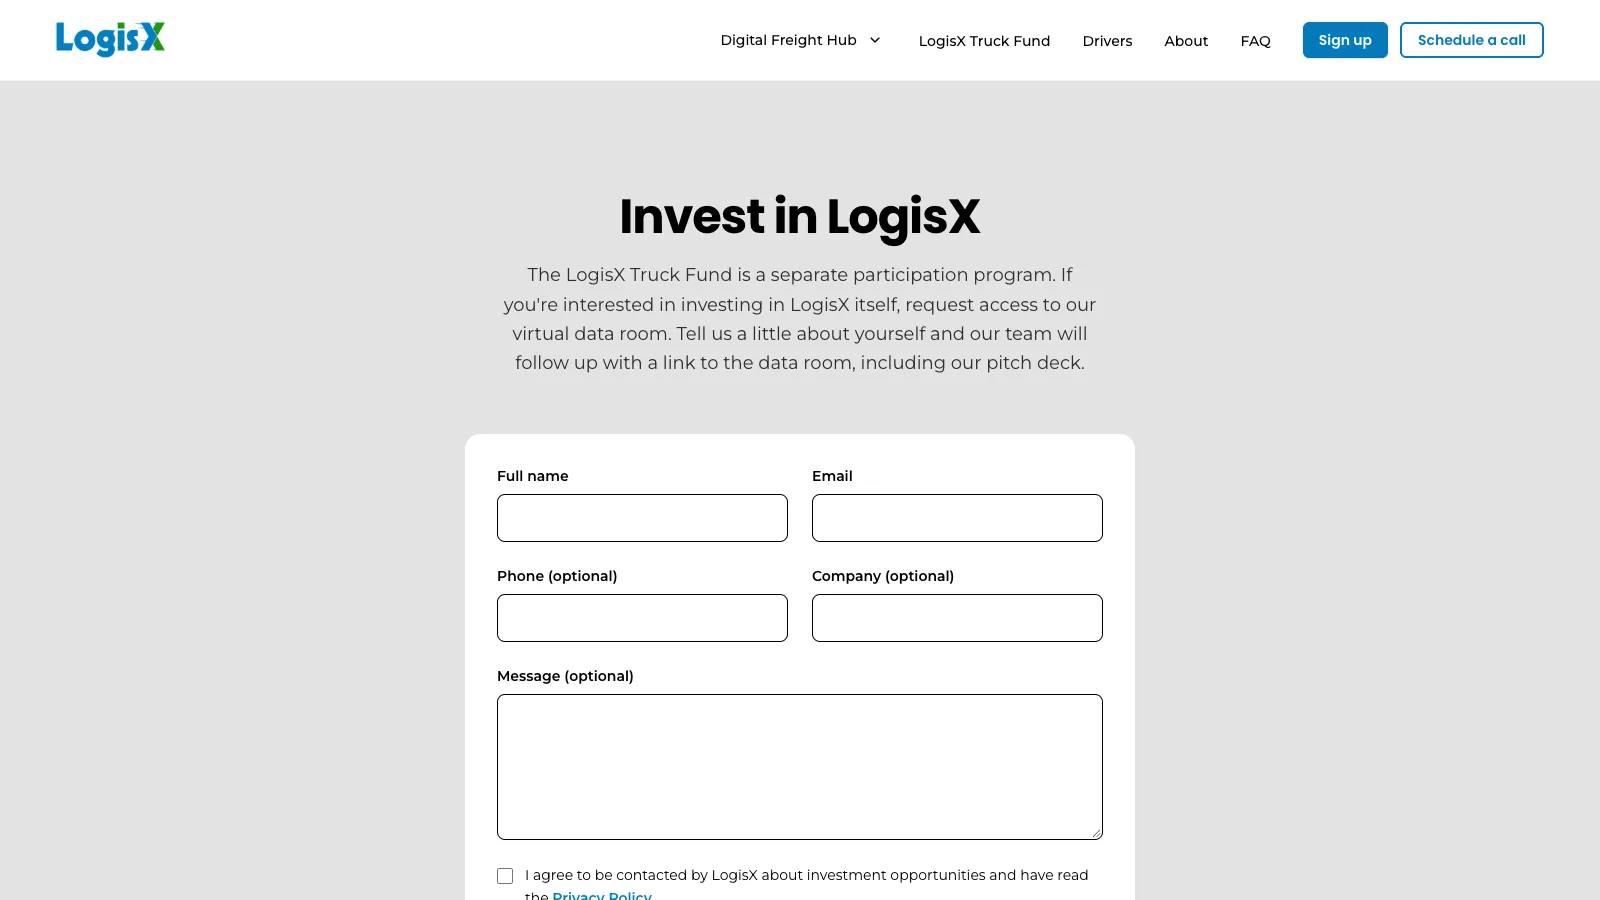 LogisX
Digital Freight Hub
LogisX Truck Fund
Drivers
About
FAQ
Sign up
Schedule a call
Invest in LogisX
The LogisX Truck Fund is a separate participation program. If
you're interested in investing in LogisX itself, request access to our
virtual data room. Tell us a little about yourself and our team will
follow up with a link to the data room, including our pitch deck.
Full name
Email
Phone (optional)
Company (optional)
Message (optional)
I agree to be contacted by LogisX about investment opportunities and have read
the Privacy Policy